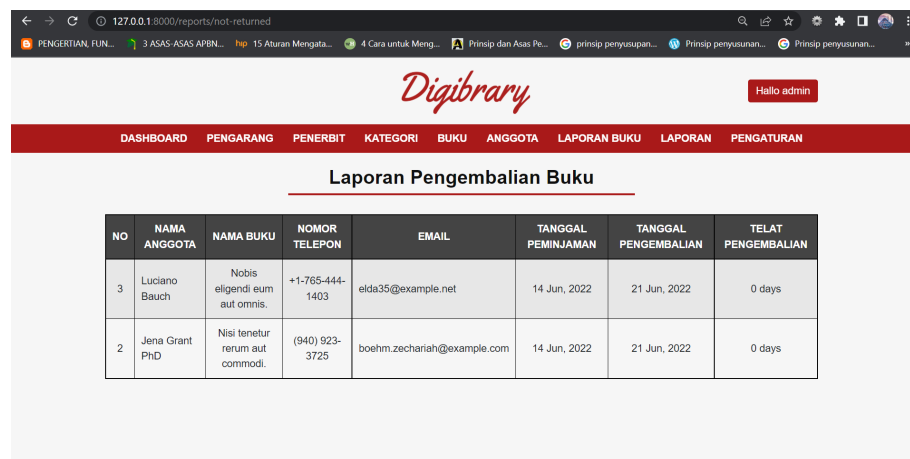 127.0.0.1:8000/reports/not-returned
PENGERTIAN, FUN... 3 ASAS-ASAS APBN... hıp 15 Aturan Mengata... 4 Cara untuk Meng... Prinsip dan Asas Pe... prinsip penyusupan... Prinsip penyusunan... Prinsip penyusunan... »
Digibrary
Hallo admin
DASHBOARD PENGARANG PENERBIT KATEGORI BUKU ANGGOTA LAPORAN BUKU LAPORAN PENGATURAN
Laporan Pengembalian Buku
NO NAMA ANGGOTA NAMA BUKU NOMOR TELEPON EMAIL TANGGAL PEMINJAMAN TANGGAL PENGEMBALIAN TELAT PENGEMBALIAN
3 Luciano Bauch Nobis eligendi eum aut omnis. +1-765-444-1403 elda35@example.net 14 Jun, 2022 21 Jun, 2022 0 days
2 Jena Grant PhD Nisi tenetur rerum aut commodi. (940) 923-3725 boehm.zechariah@example.com 14 Jun, 2022 21 Jun, 2022 0 days